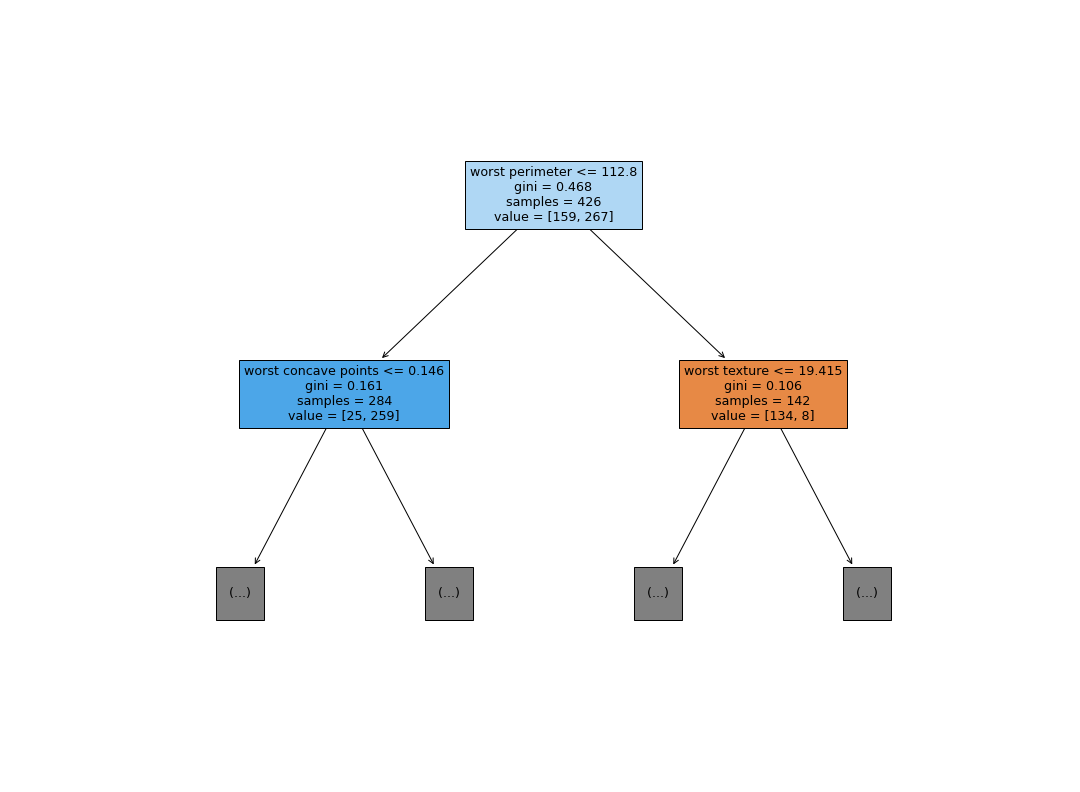 worst perimeter <= 112.8
gini = 0.468
samples = 426
value = [159, 267]
worst concave points <= 0.146
gini = 0.161
samples = 284
value = [25, 259]
worst texture <= 19.415
gini = 0.106
samples = 142
value = [134, 8]
(...)
(...)
(...)
(...)